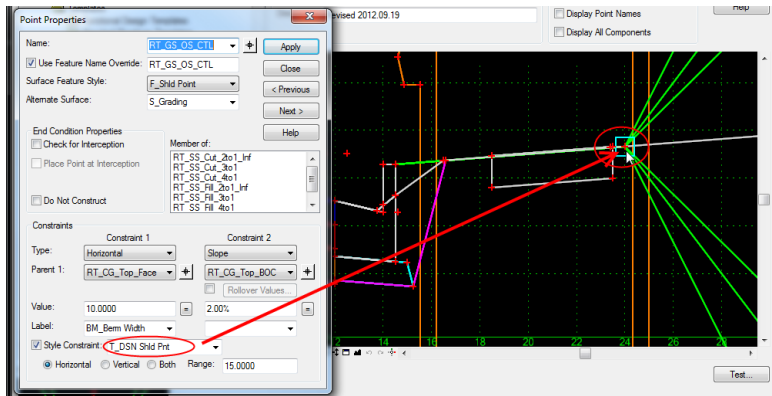 Templates
Point Properties
evised 2012.09.19
Display Point Names
Help
Display All Components
Name:
RT_GS_OS_CTL
Apply
Use Feature Name Override:
RT_GS_OS_CTL
Close
Surface Feature Style:
F_Shld Point
< Previous
Alternate Surface:
S_Grading
Next >
Help
End Condition Properties
Check for Interception
Place Point at Interception
Do Not Construct
Member of:
RT_SS_Cut_2to1_Inf
RT_SS_Cut_3to1
RT_SS_Cut_4to1
RT_SS_Fill_2to1_Inf
RT_SS_Fill_3to1
RT_SS_Fill_4to1
Constraints
Constraint 1
Constraint 2
Type:
Horizontal
Slope
Parent 1:
RT_CG_Top_Face
RT_CG_Top_BOC
Rollover Values...
Value:
10.0000
=
2.00%
=
Label:
BM_Berm Width
Style Constraint:
T_DSN Shld Pnt
Horizontal
Vertical
Both
Range:
15.0000
12 14 16 18 20 22 24 26 28
Test...